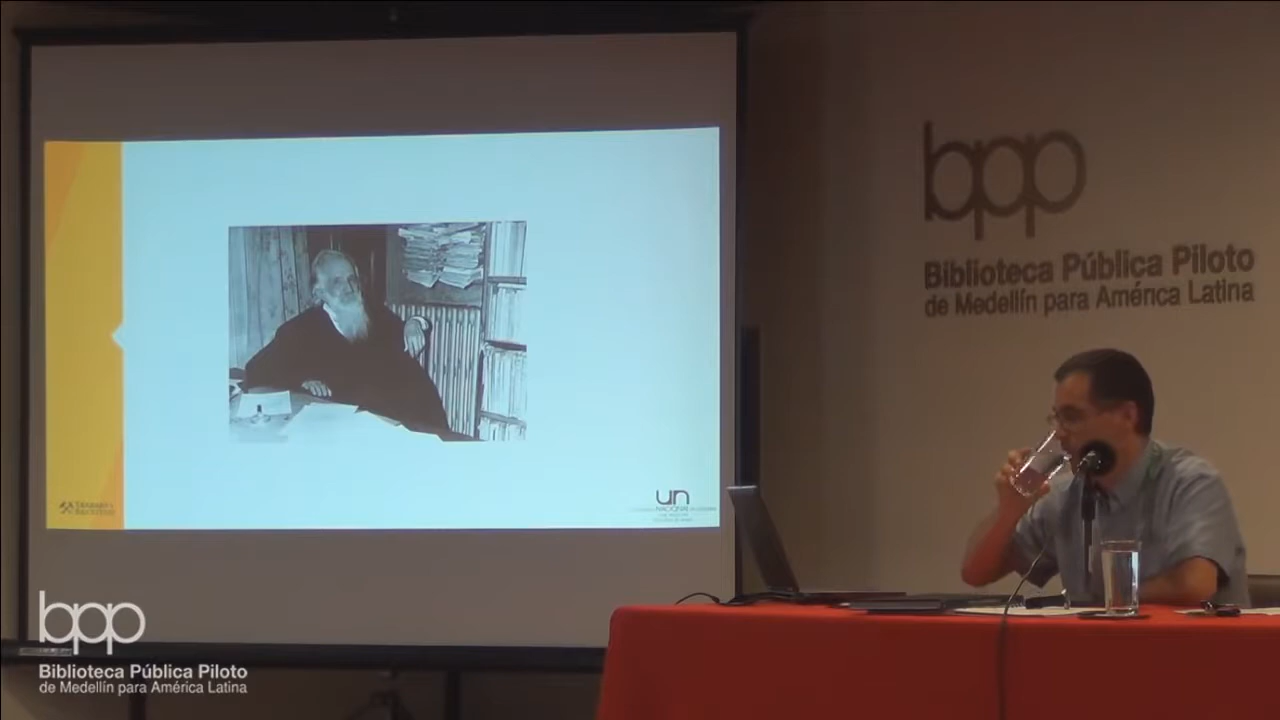 bpp
Biblioteca Pública Piloto
de Medellín para América Latina
un
NACIONAL
bpp
Biblioteca Pública Piloto
de Medellín para América Latina